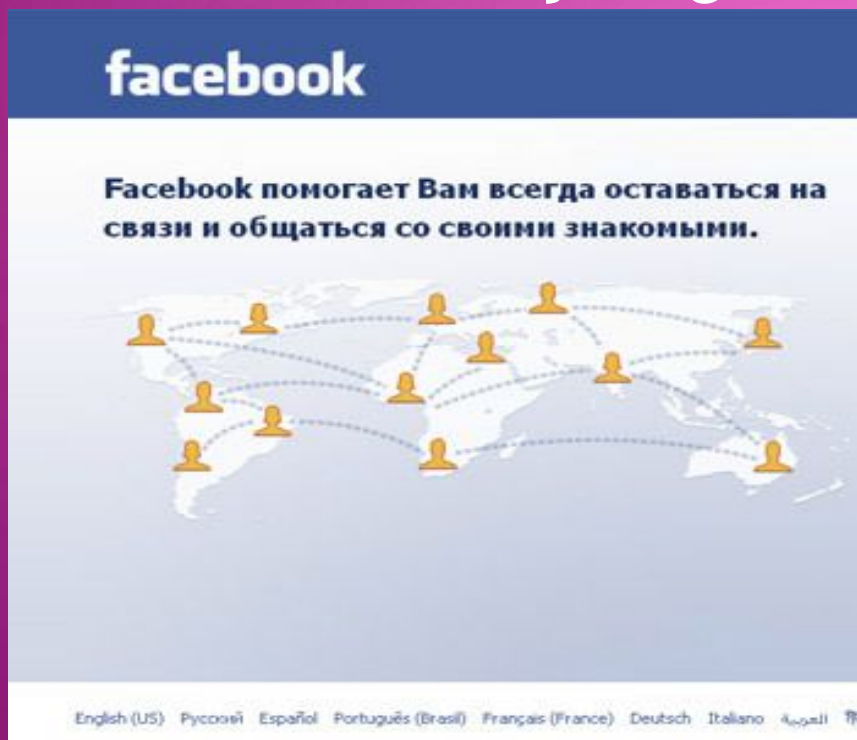 facebook
Facebook помогает Вам всегда оставаться на
связи и общаться со своими знакомыми.
English (US) Русский Español Português (Brasil) Français (France) Deutsch Italiano العربية